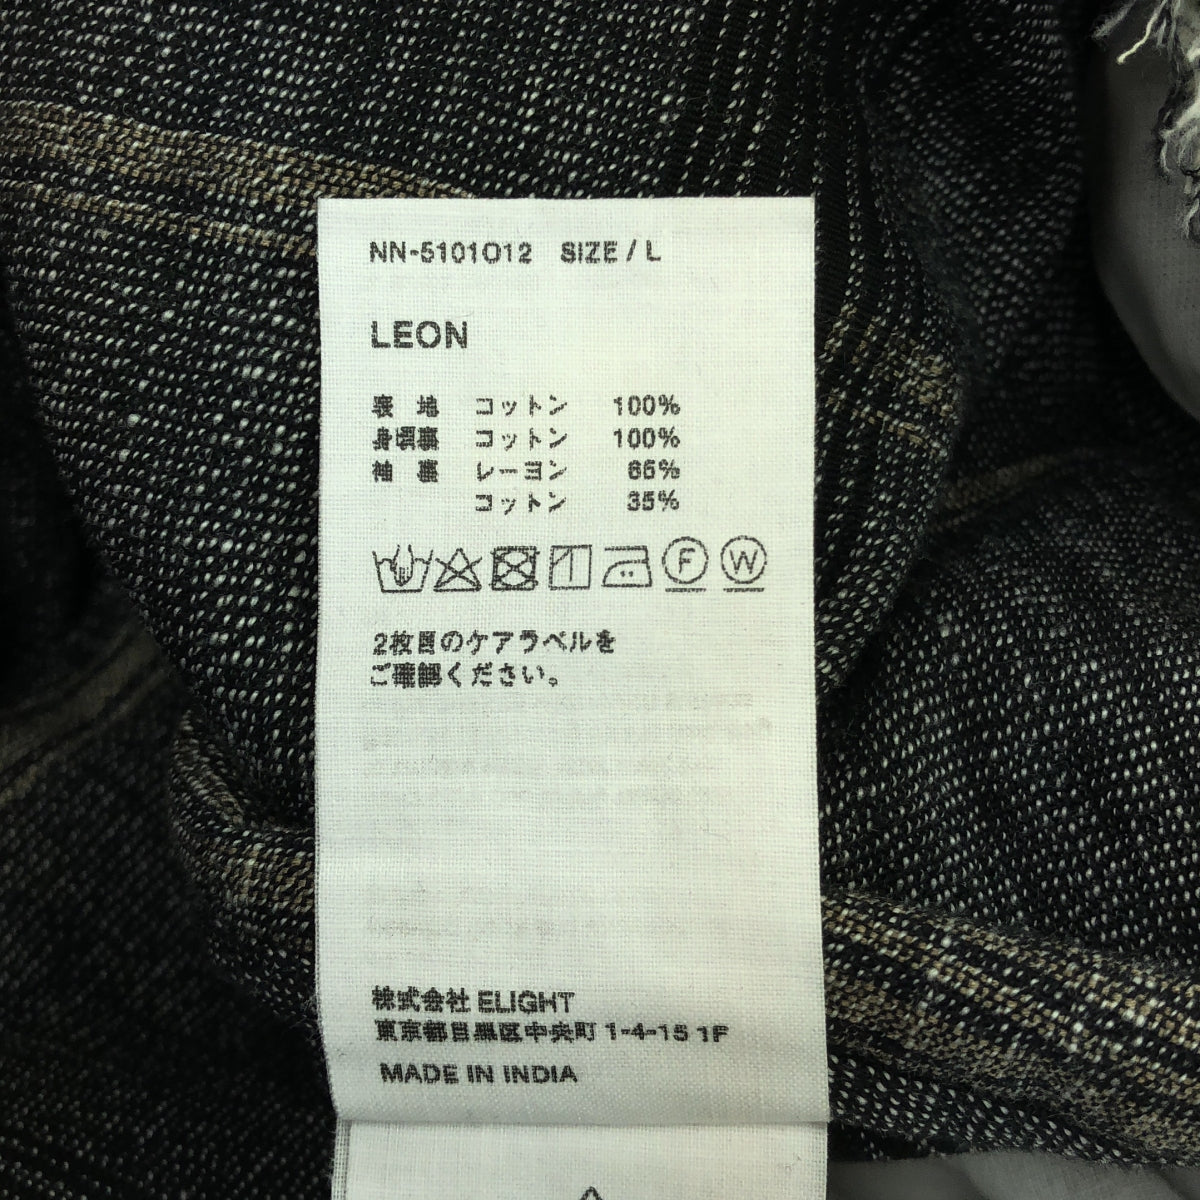 NN-5101O12 SIZE / L
LEON
表 地 コットン 100%
身頃裏 コットン 100%
袖 裏 レーヨン 65%
コットン 35%
F W
2枚目のケアラベルを
ご確認ください。
株式会社 ELIGHT
東京都目黒区中央町 1-4-15 1F
MADE IN INDIA